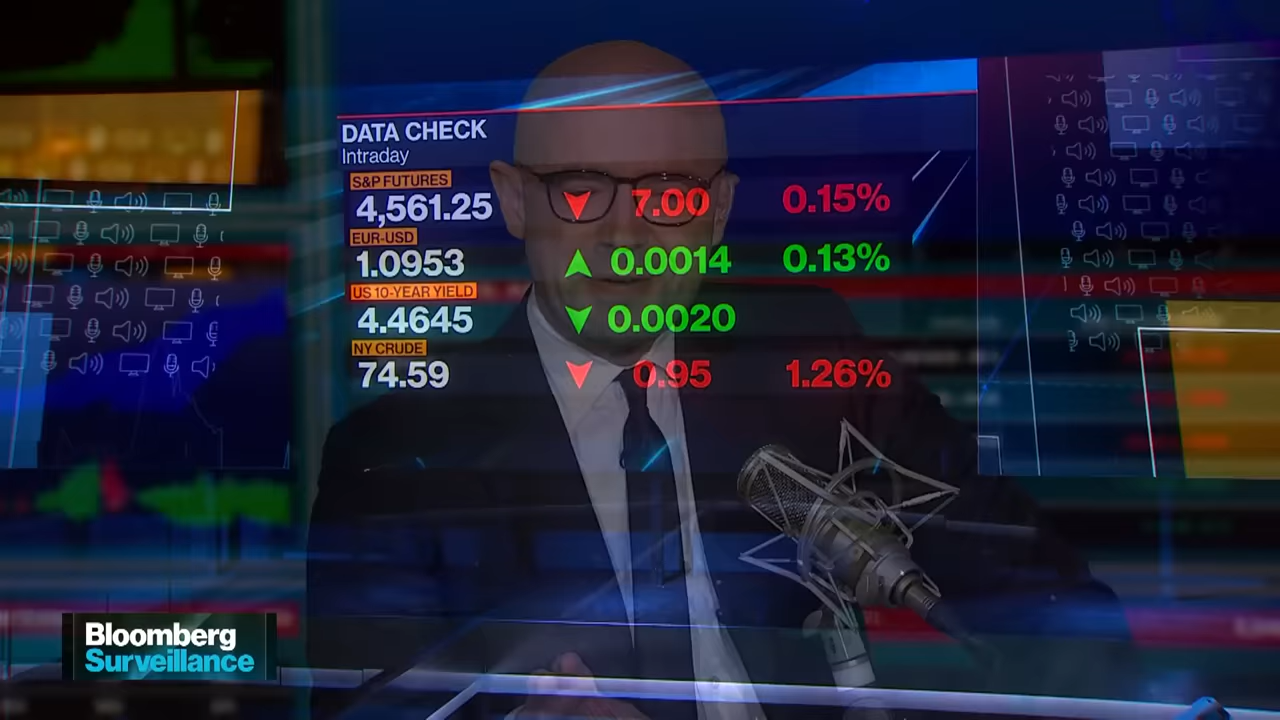 DATA CHECK
Intraday
S&P FUTURES
4,561.25 7.00 0.15%
EUR-USD
1.0953 0.0014 0.13%
US 10-YEAR YIELD
4.4645 0.0020
NY CRUDE
74.59 0.95 1.26%
Bloomberg
Surveillance